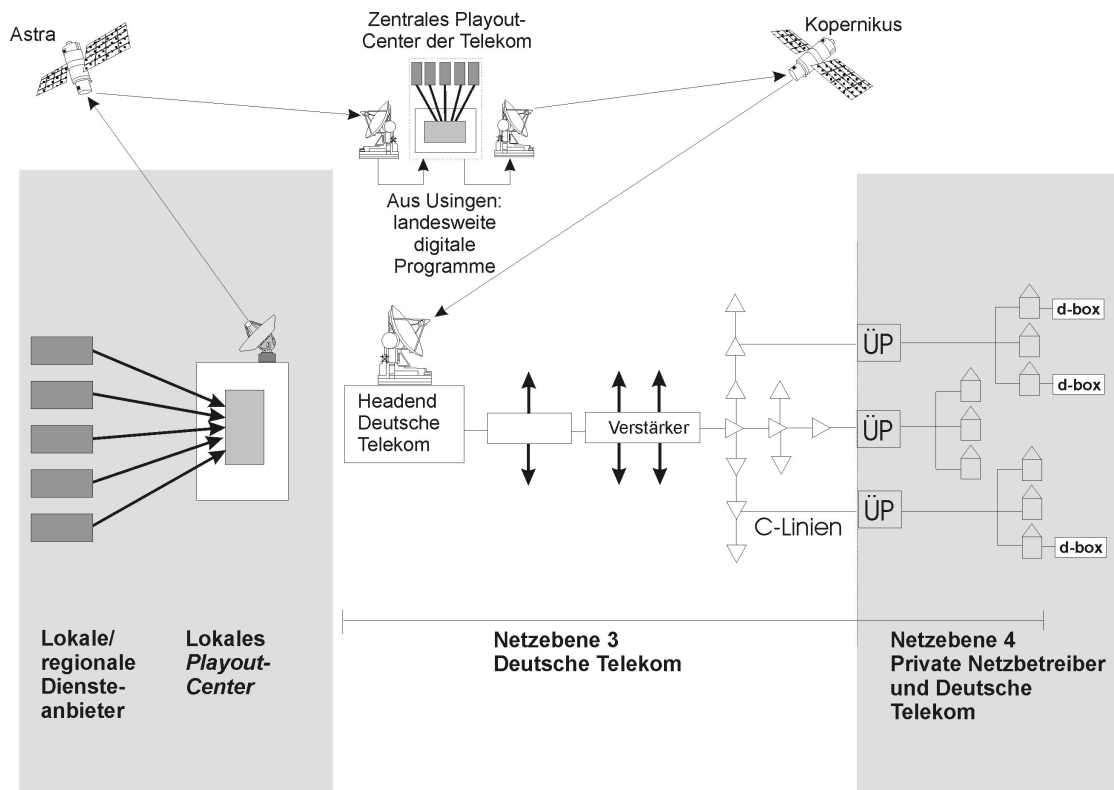 Astra
Zentrales Playout-
Center der Telekom
Kopernikus
Aus Usingen:
landesweite
digitale
Programme
Headend
Deutsche
Telekom
Verstärker
C-Linien
ÜP
ÜP
ÜP
d-box
d-box
d-box
Lokale/
regionale
Dienste-
anbieter
Lokales
Playout-
Center
Netzebene 3
Deutsche Telekom
Netzebene 4
Private Netzbetreiber
und Deutsche
Telekom